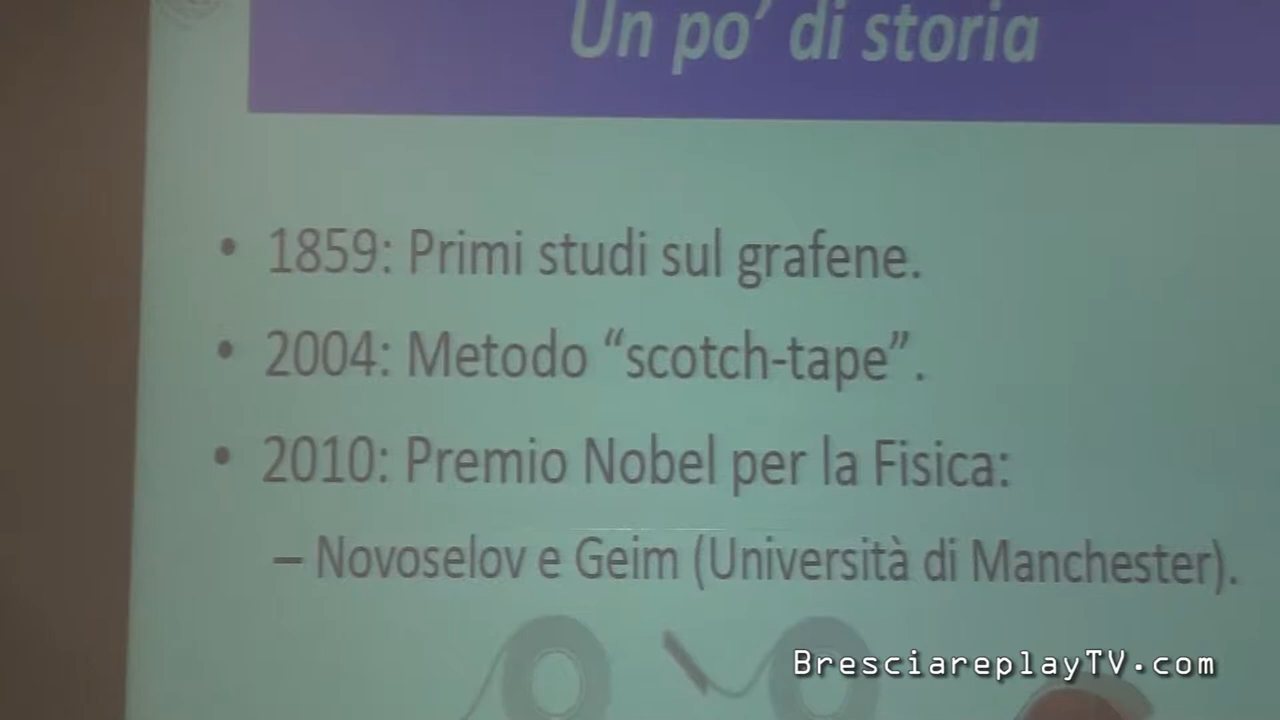 Un po' di storia
• 1859: Primi studi sul grafene.
• 2004: Metodo “scotch-tape”.
• 2010: Premio Nobel per la Fisica:
– Novoselov e Geim (Università di Manchester).
BresciareplayTV.com